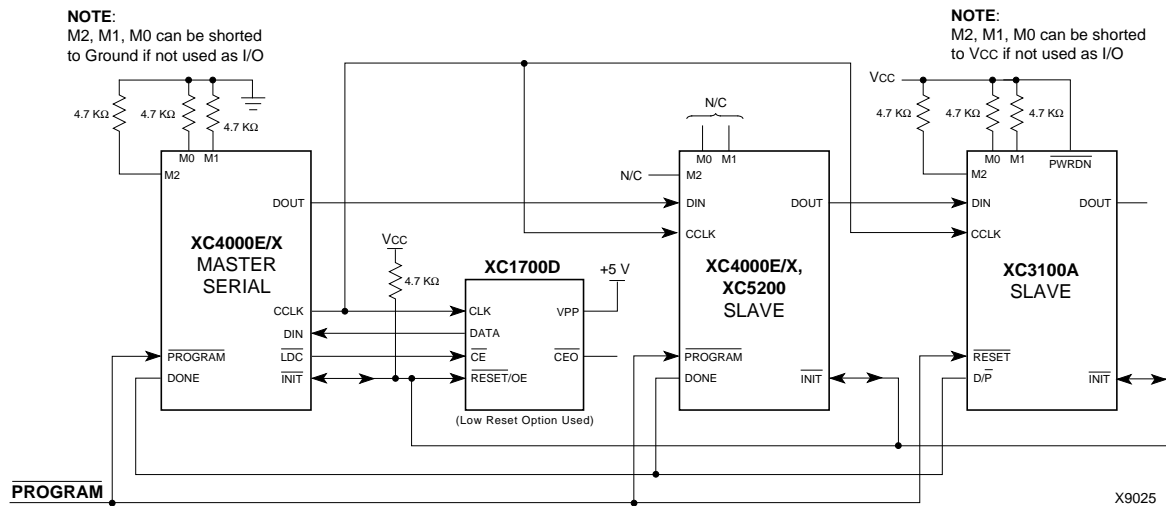 NOTE:
M2, M1, M0 can be shorted
to Ground if not used as I/O
NOTE:
M2, M1, M0 can be shorted
to VCC if not used as I/O
4.7 KΩ
4.7 KΩ
4.7 KΩ
M0 M1
M2
DOUT
XC4000E/X
MASTER
SERIAL
CCLK
DIN
PROGRAM
LDC
DONE
INIT
VCC
4.7 KΩ
XC1700D
+5 V
CLK
VPP
DATA
CE
CEO
RESET/OE
(Low Reset Option Used)
N/C
M0 M1
N/C
M2
DIN
DOUT
CCLK
XC4000E/X,
XC5200
SLAVE
PROGRAM
DONE
INIT
VCC
4.7 KΩ
4.7 KΩ
4.7 KΩ
M0 M1
PWRDN
M2
DIN
DOUT
CCLK
XC3100A
SLAVE
RESET
D/P
INIT
PROGRAM
X9025